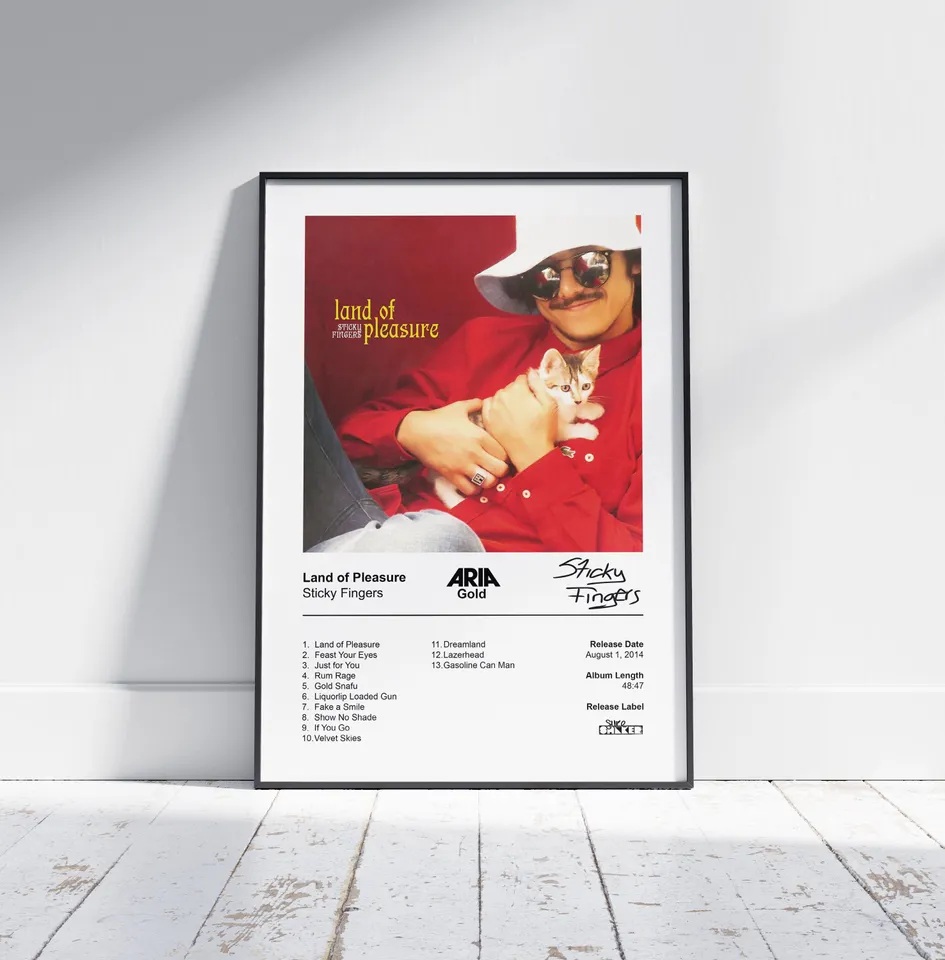 land of
STICKY
FINGERS
pleasure
Land of Pleasure
Sticky Fingers
ARIA
Gold
Sticky
Fingers
1. Land of Pleasure
2. Feast Your Eyes
3. Just for You
4. Rum Rage
5. Gold Snafu
6. Liquorlip Loaded Gun
7. Fake a Smile
8. Show No Shade
9. If You Go
10.Velvet Skies
11.Dreamland
12.Lazerhead
13.Gasoline Can Man
Release Date
August 1, 2014
Album Length
48:47
Release Label